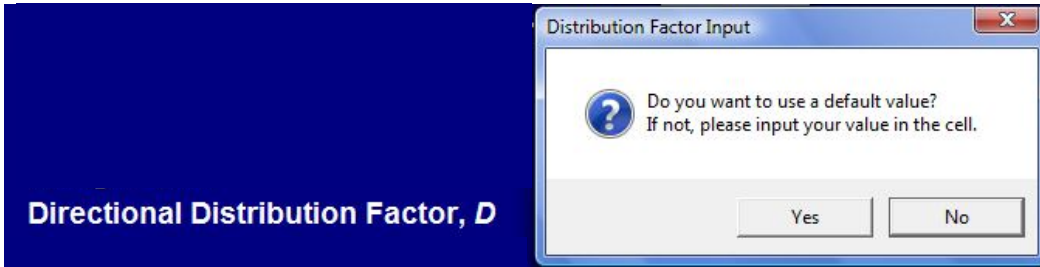 Distribution Factor Input
Do you want to use a default value?
If not, please input your value in the cell.
Directional Distribution Factor, D
Yes
No